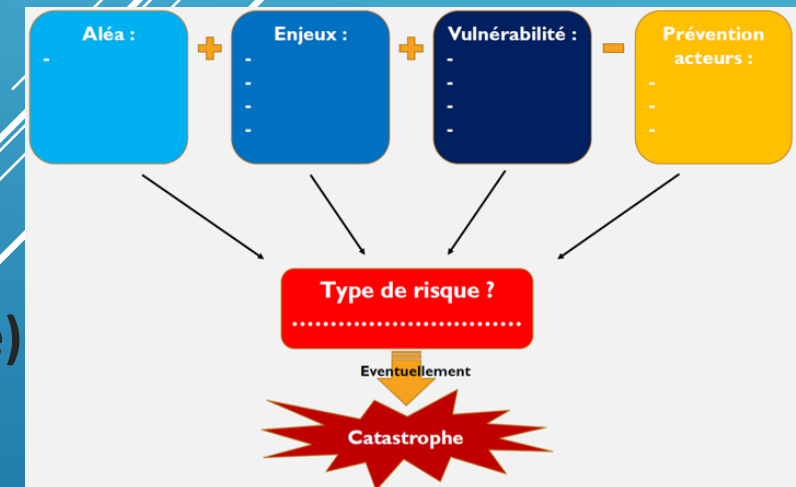 Aléa :
-
Enjeux :
-
-
-
-
Vulnérabilité :
-
-
-
-
Prévention
acteurs :
-
-
-
Type de risque ?
..............................
Eventuellement
Catastrophe
é)